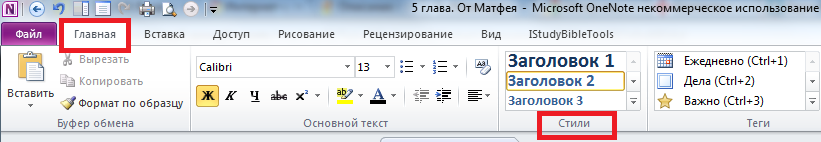 5 глава. От Матфея - Microsoft OneNote некоммерческое использование
Файл Главная Вставка Доступ Рисование Рецензирование Вид IStudyBibleTools
Вставить
Вырезать
Копировать
Формат по образцу
Буфер обмена
Calibri 13
Ж К Ч abc x₂ ab A
Основной текст
Заголовок 1
Заголовок 2
Заголовок 3
Стили
Ежедневно (Ctrl+1)
Дела (Ctrl+2)
Важно (Ctrl+3)
Теги